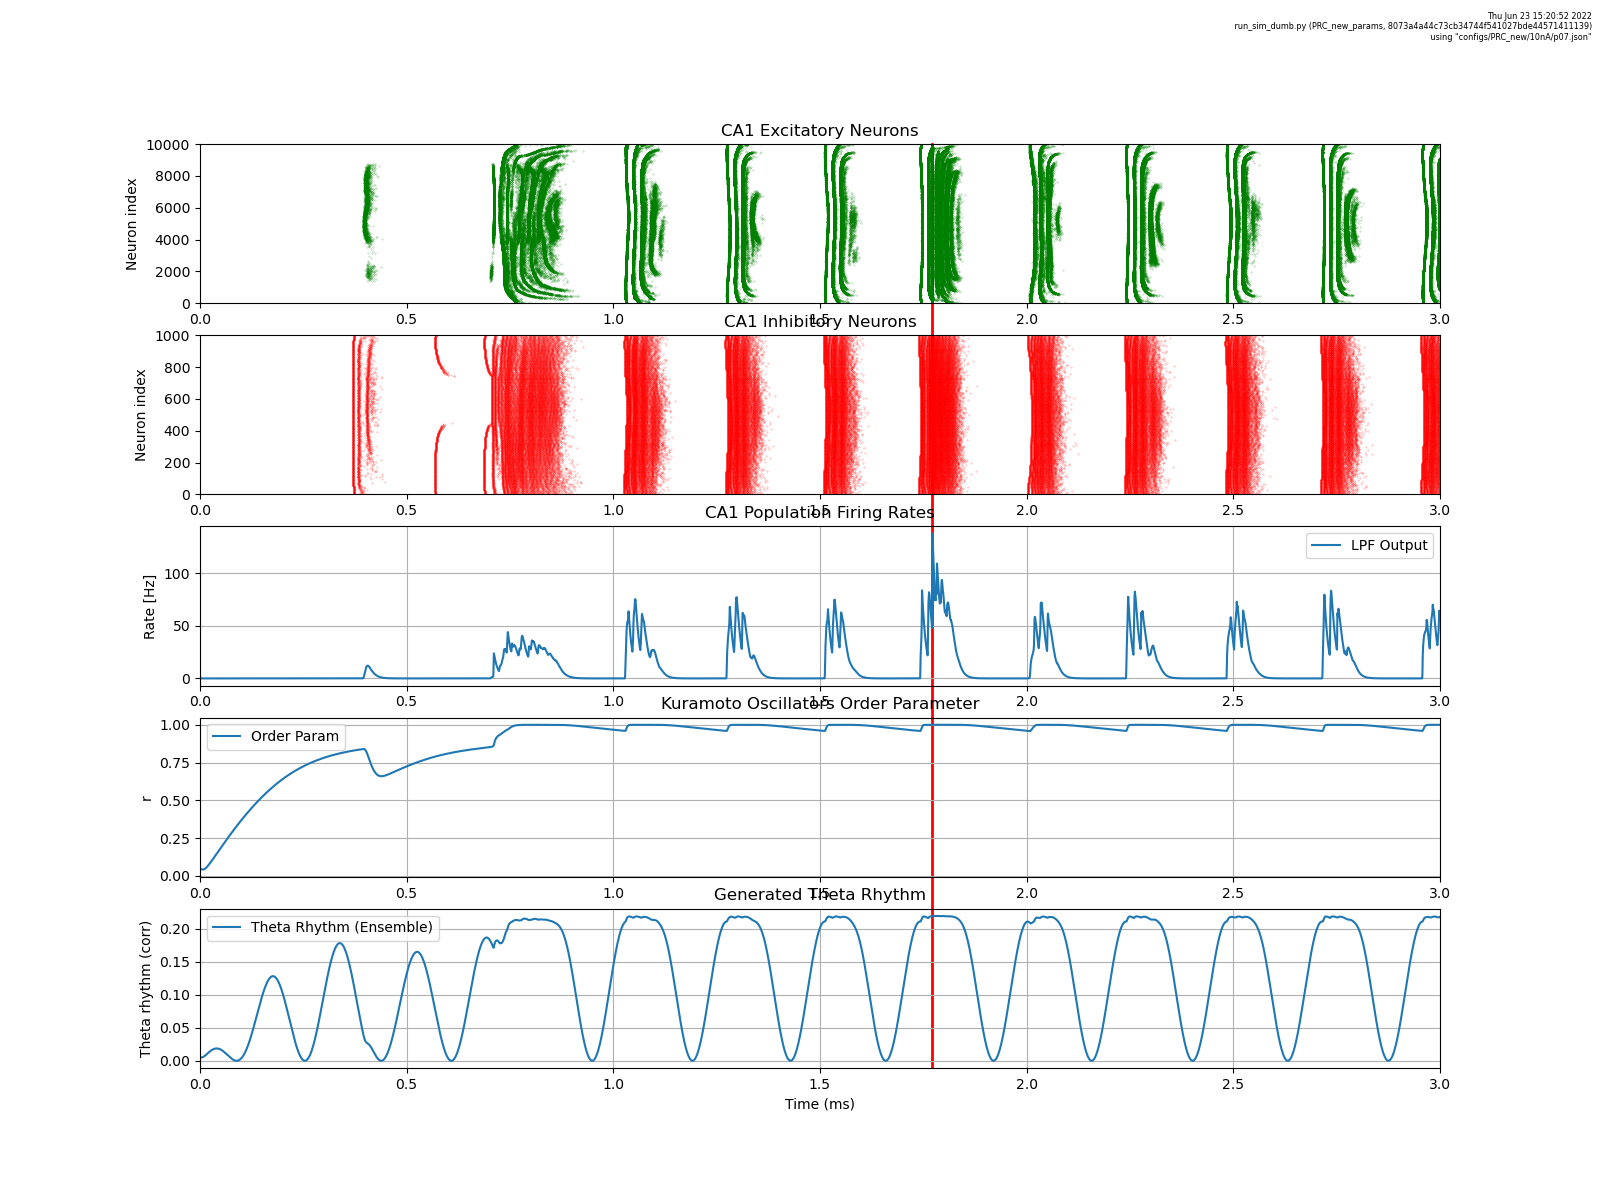 Thu Jun 23 15:20:52 2022
run_sim_dumb.py (PRC_new_params, 8073a4a44c73cb34744f541027bde44571411139)
using "configs/PRC_new/10nA/p07.json"
CA1 Excitatory Neurons
Neuron index
10000
8000
6000
4000
2000
0
0.0 0.5 1.0 1.5 2.0 2.5 3.0
CA1 Inhibitory Neurons
Neuron index
1000
800
600
400
200
0
0.0 0.5 1.0 1.5 2.0 2.5 3.0
CA1 Population Firing Rates
Rate [Hz]
LPF Output
100
50
0
0.0 0.5 1.0 1.5 2.0 2.5 3.0
Kuramoto Oscillators Order Parameter
r
Order Param
1.00
0.75
0.50
0.25
0.00
0.0 0.5 1.0 1.5 2.0 2.5 3.0
Generated Theta Rhythm
Theta rhythm (corr)
Theta Rhythm (Ensemble)
0.20
0.15
0.10
0.05
0.00
0.0 0.5 1.0 1.5 2.0 2.5 3.0
Time (ms)